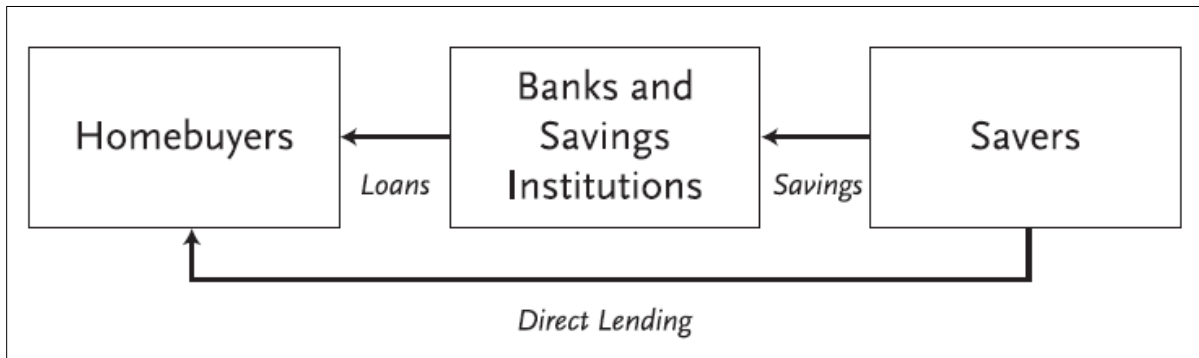 Homebuyers
Loans
Banks and
Savings
Institutions
Savings
Savers
Direct Lending